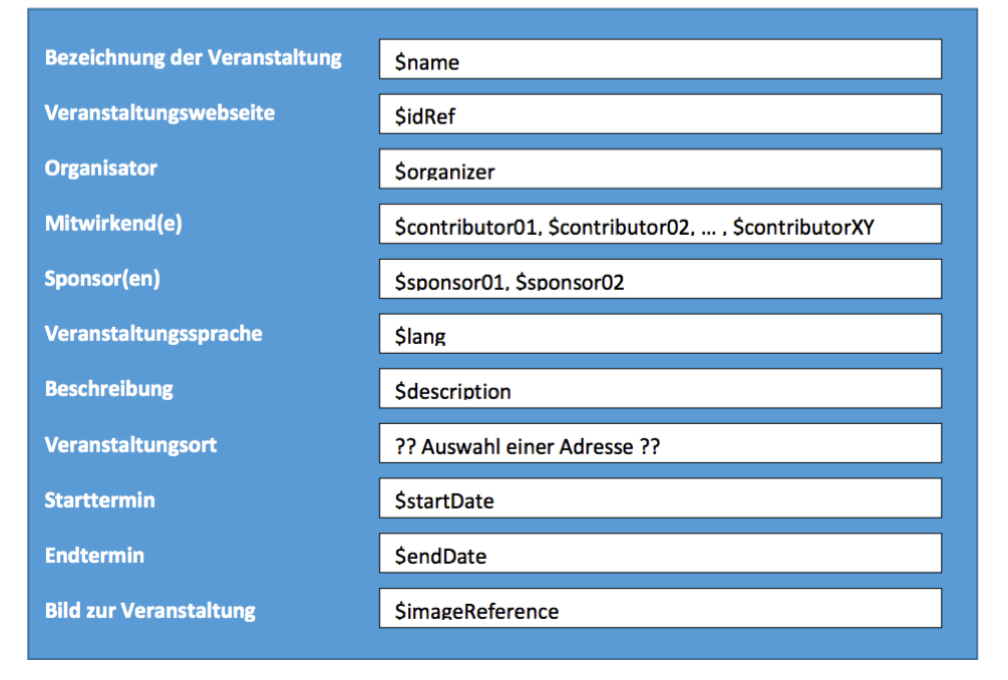 Bezeichnung der Veranstaltung $name
Veranstaltungswebseite $idRef
Organisator $organizer
Mitwirkend(e) $contributor01, $contributor02, ... , $contributorXY
Sponsor(en) $sponsor01, $sponsor02
Veranstaltungssprache $lang
Beschreibung $description
Veranstaltungsort ?? Auswahl einer Adresse ??
Starttermin $startDate
Endtermin $endDate
Bild zur Veranstaltung $imageReference